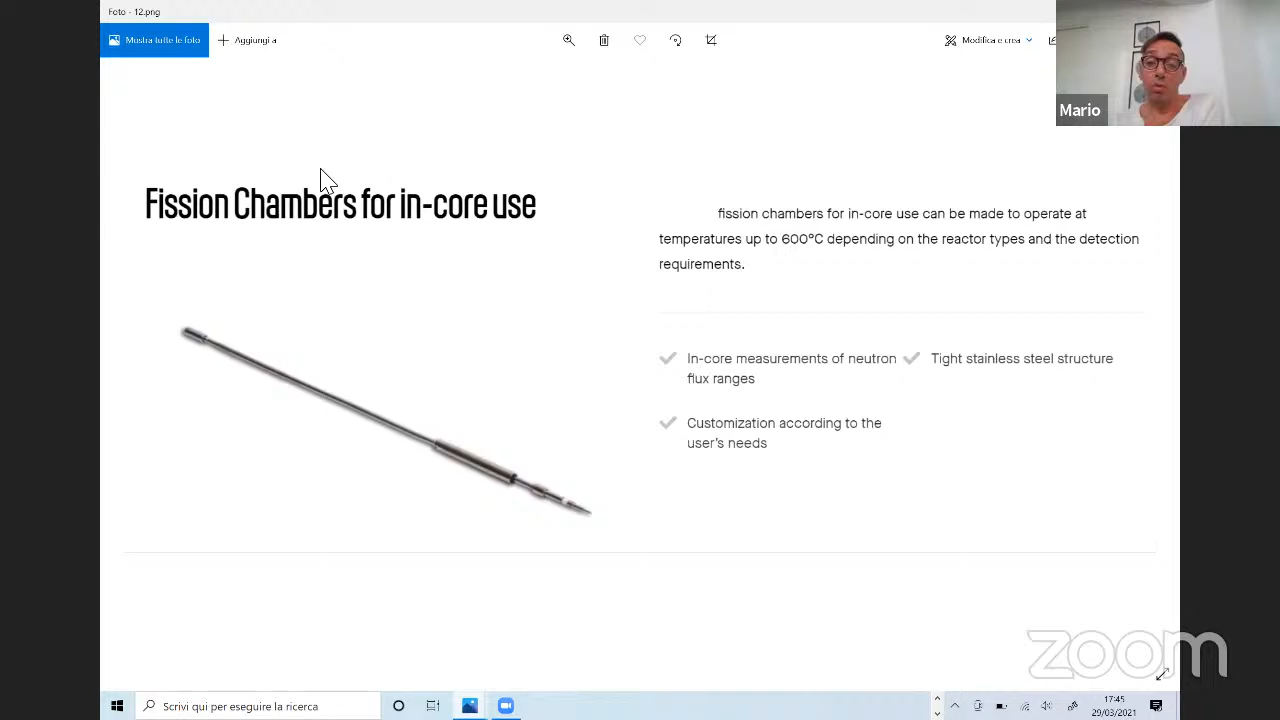 Foto - 12.png
Mostra tutte le foto
Aggiungi a
Modifica e crea
Mario
Fission Chambers for in-core use
fission chambers for in-core use can be made to operate at
temperatures up to 600°C depending on the reactor types and the detection
requirements.
In-core measurements of neutron
flux ranges
Tight stainless steel structure
Customization according to the
user's needs
zoom
Scrivi qui per eseguire la ricerca
17:45
29/03/2021